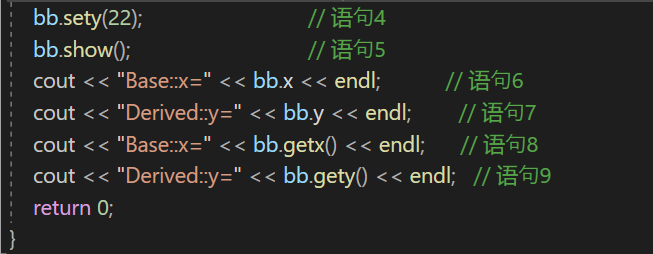 bb.sety(22); // 语句4
bb.show(); // 语句5
cout << "Base::x=" << bb.x << endl; // 语句6
cout << "Derived::y=" << bb.y << endl; // 语句7
cout << "Base::x=" << bb.getx() << endl; // 语句8
cout << "Derived::y=" << bb.gety() << endl; // 语句9
return 0;
}